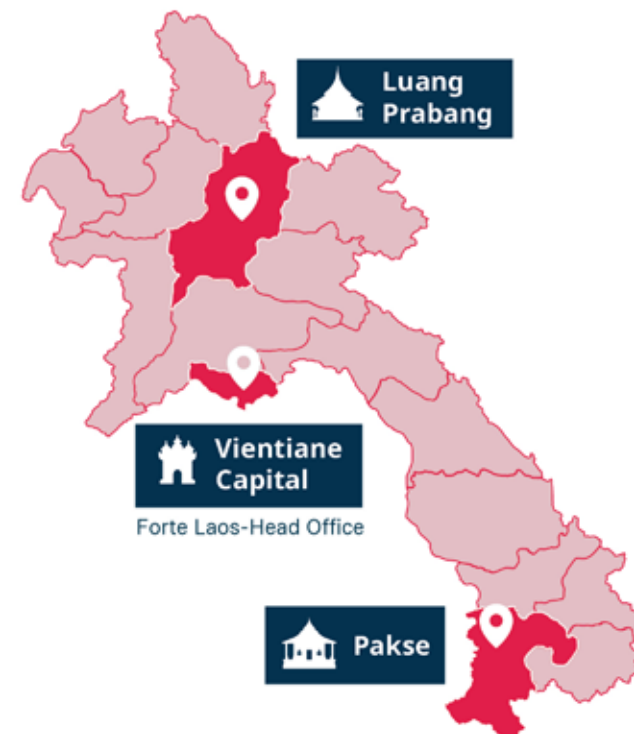 Luang
Prabang
Vientiane
Capital
Forte Laos-Head Office
Pakse